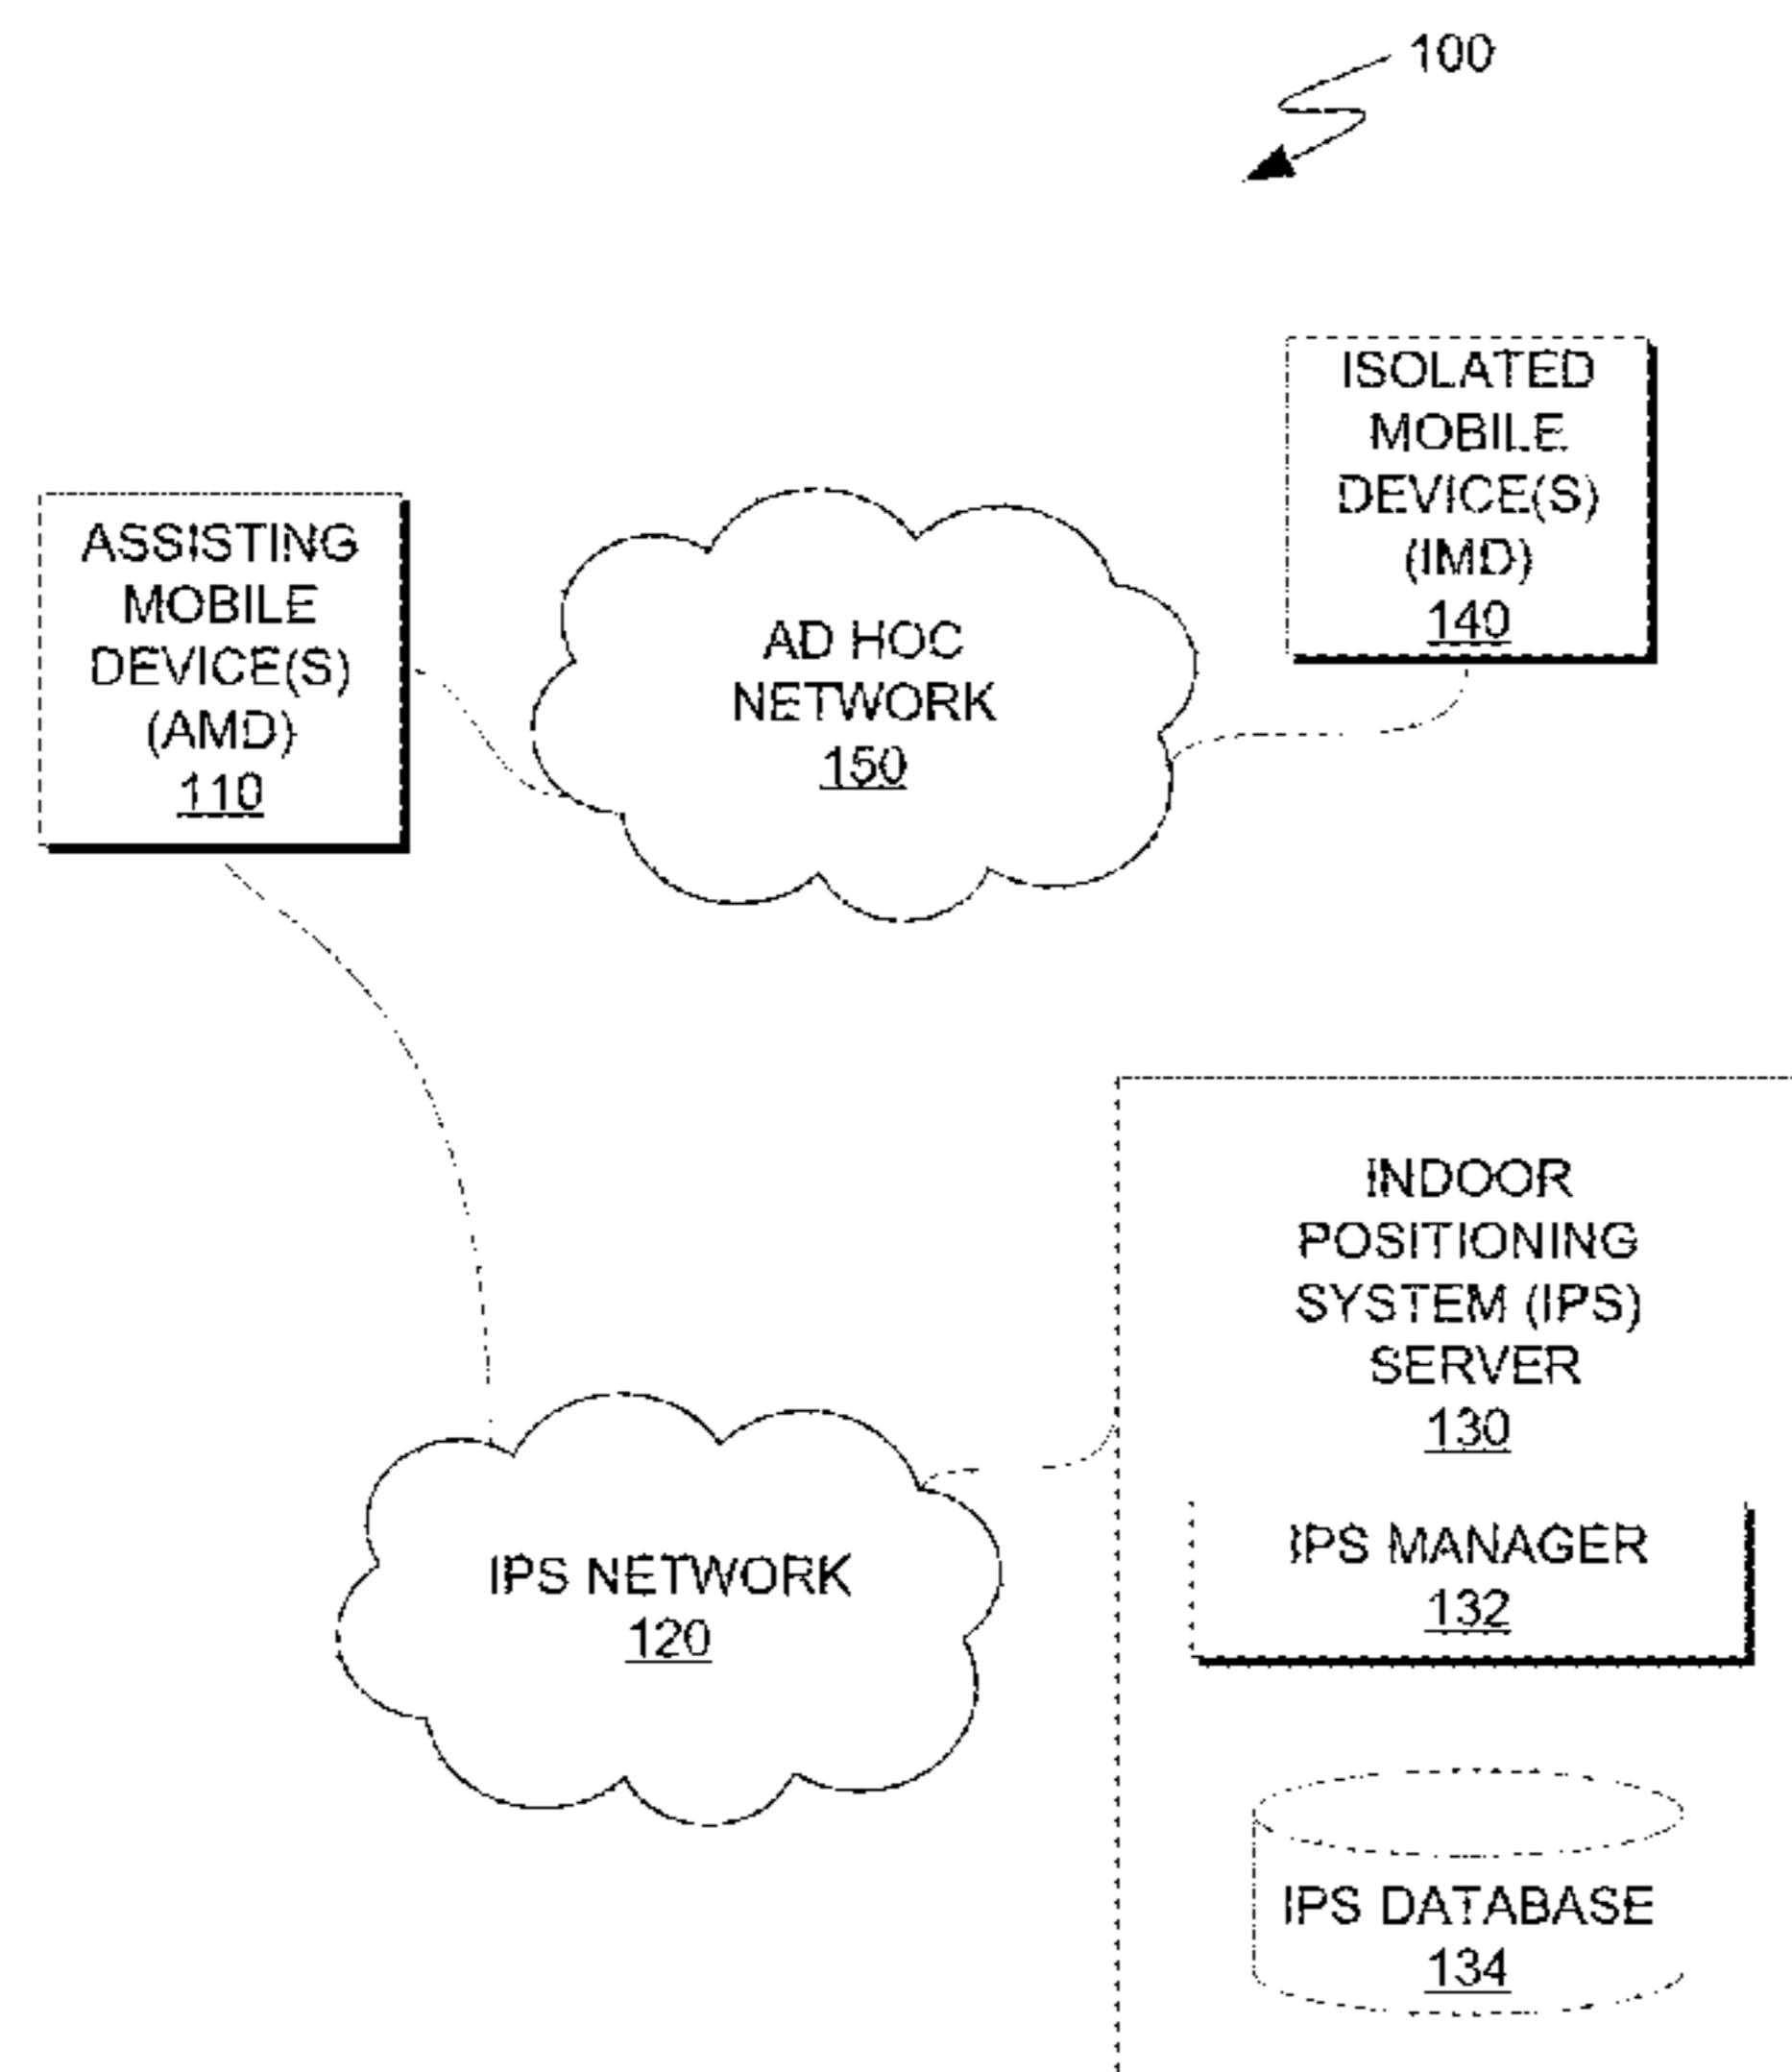 100
ISOLATED
MOBILE
DEVICE(S)
(IMD)
140
ASSISTING
MOBILE
DEVICE(S)
(AMD)
110
AD HOC
NETWORK
150
INDOOR
POSITIONING
SYSTEM (IPS)
SERVER
130
IPS MANAGER
132
IPS NETWORK
120
IPS DATABASE
134